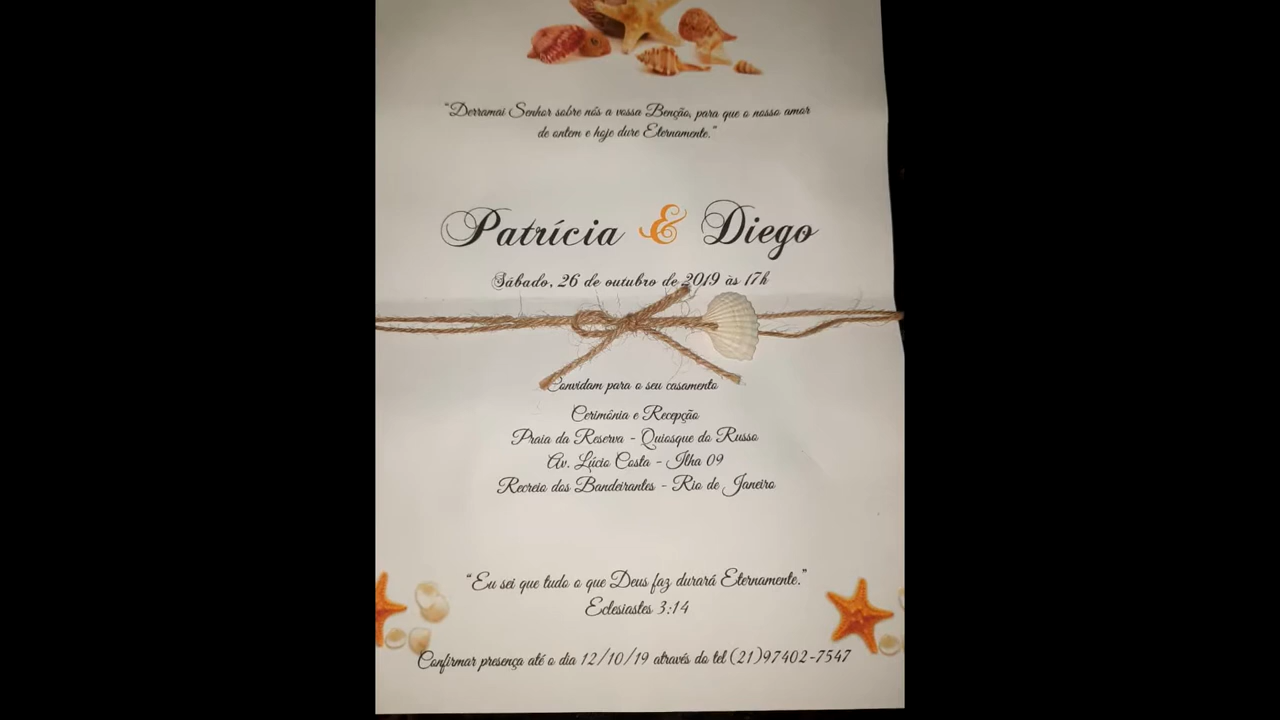 “Derramai Senhor sobre nós a vossa Benção, para que o nosso amor
de ontem e hoje dure Eternamente.”
Patrícia & Diego
Sábado, 26 de outubro de 2019 às 17h
Convidam para o seu casamento
Cerimônia e Recepção
Praia da Reserva - Quiosque do Russo
Av. Lúcio Costa - Ilha 09
Recreio dos Bandeirantes - Rio de Janeiro
“Eu sei que tudo o que Deus faz durará Eternamente.”
Eclesiastes 3:14
Confirmar presença até o dia 12/10/19 através do tel (21)97402-7547